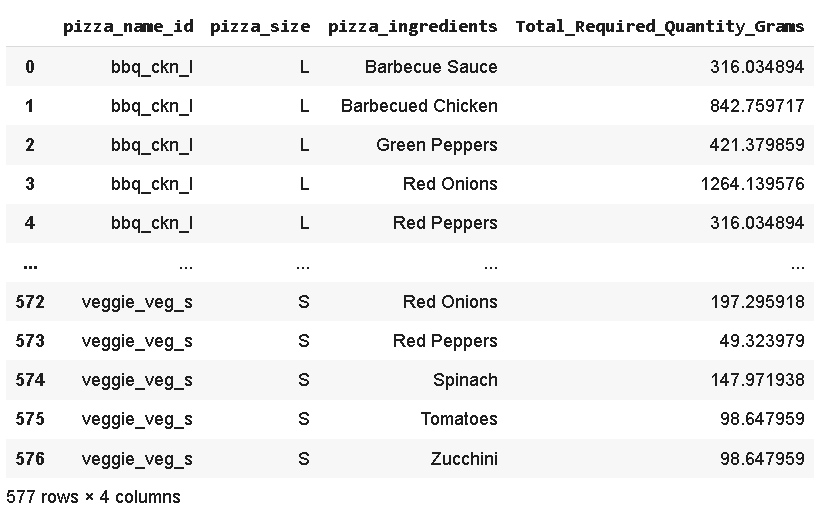 pizza_name_id pizza_size pizza_ingredients Total_Required_Quantity_Grams
0 bbq_ckn_l L Barbecue Sauce 316.034894
1 bbq_ckn_l L Barbecued Chicken 842.759717
2 bbq_ckn_l L Green Peppers 421.379859
3 bbq_ckn_l L Red Onions 1264.139576
4 bbq_ckn_l L Red Peppers 316.034894
... ... ... ... ...
572 veggie_veg_s S Red Onions 197.295918
573 veggie_veg_s S Red Peppers 49.323979
574 veggie_veg_s S Spinach 147.971938
575 veggie_veg_s S Tomatoes 98.647959
576 veggie_veg_s S Zucchini 98.647959
577 rows × 4 columns